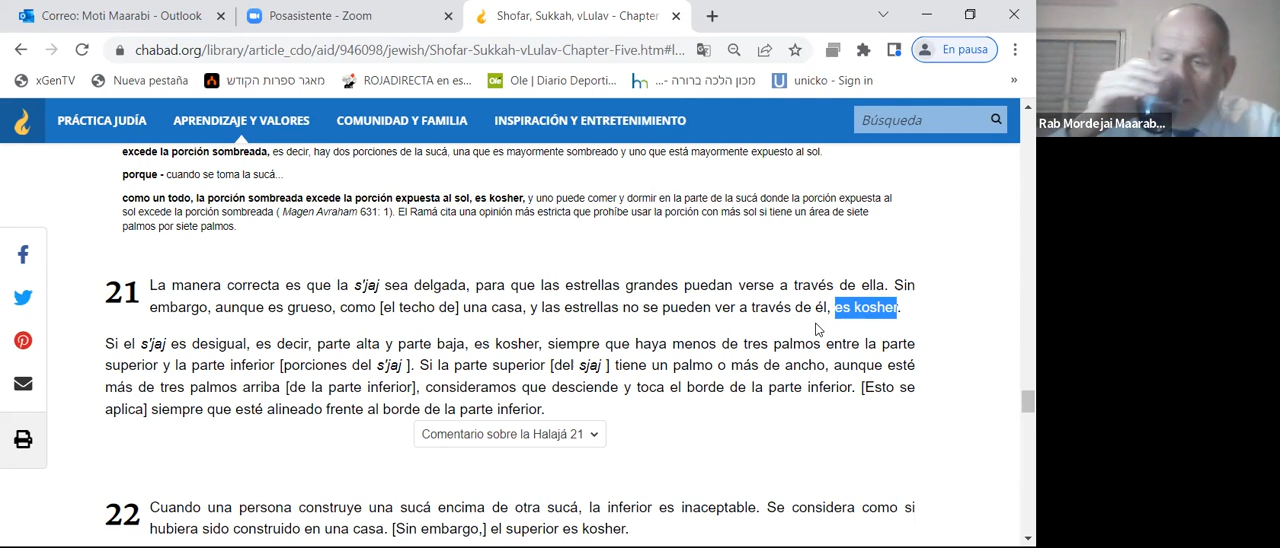 Correo: Moti Maarabi - Outlook
Posasistente - Zoom
Shofar, Sukkah, vLulav - Chapter
chabad.org/library/article_cdo/aid/946098/jewish/Shofar-Sukkah-vLulav-Chapter-Five.htm#l...
En pausa
xGenTV
Nueva pestaña
מאגר ספרות הקודש
ROJADIRECTA en es...
Ole | Diario Deporti...
מכון הלכה ברורה -...
unicko - Sign in
»
Rab Mordejai Maarab...
PRÁCTICA JUDÍA
APRENDIZAJE Y VALORES
COMUNIDAD Y FAMILIA
INSPIRACIÓN Y ENTRETENIMIENTO
Búsqueda
excede la porción sombreada, es decir, hay dos porciones de la sucá, una que es mayormente sombreado y uno que está mayormente expuesto al sol.
porque - cuando se toma la sucá...
como un todo, la porción sombreada excede la porción expuesta al sol, es kosher, y uno puede comer y dormir en la parte de la sucá donde la porción expuesta al
sol excede la porción sombreada ( Magen Avraham 631: 1). El Ramá cita una opinión más estricta que prohíbe usar la porción con más sol si tiene un área de siete
palmos por siete palmos.
21 La manera correcta es que la s'jaj sea delgada, para que las estrellas grandes puedan verse a través de ella. Sin
embargo, aunque es grueso, como [el techo de] una casa, y las estrellas no se pueden ver a través de él, es kosher.
Si el s'jaj es desigual, es decir, parte alta y parte baja, es kosher, siempre que haya menos de tres palmos entre la parte
superior y la parte inferior [porciones del s'jaj ]. Si la parte superior [del sjaj ] tiene un palmo o más de ancho, aunque esté
más de tres palmos arriba [de la parte inferior], consideramos que desciende y toca el borde de la parte inferior. [Esto se
aplica] siempre que esté alineado frente al borde de la parte inferior.
Comentario sobre la Halajá 21
22 Cuando una persona construye una sucá encima de otra sucá, la inferior es inaceptable. Se considera como si
hubiera sido construido en una casa. [Sin embargo,] el superior es kosher.